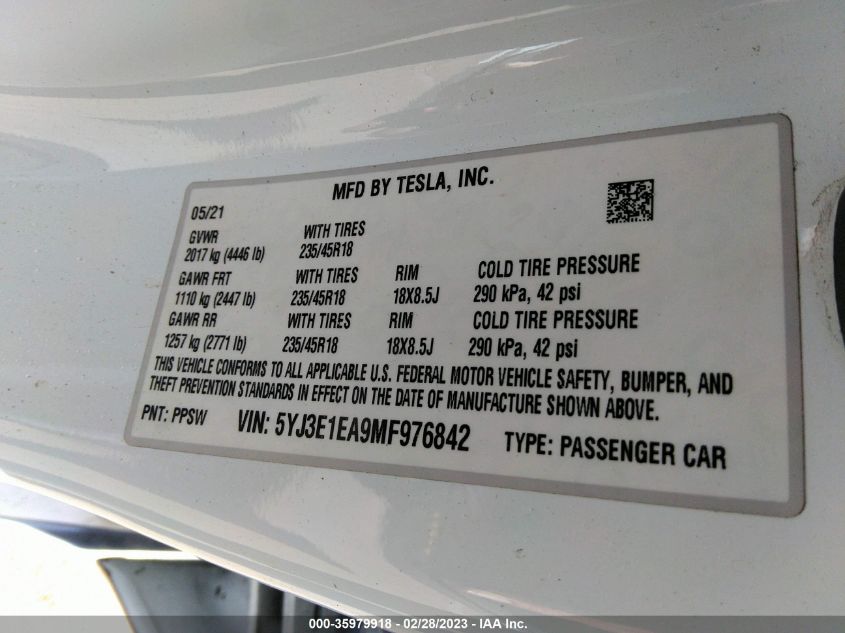 MFD BY TESLA, INC.
05/21
GVWR WITH TIRES
2017 kg (4446 lb) 235/45R18
GAWR FRT WITH TIRES RIM COLD TIRE PRESSURE
1110 kg (2447 lb) 235/45R18 18X8.5J 290 kPa, 42 psi
GAWR RR WITH TIRES RIM COLD TIRE PRESSURE
1257 kg (2771 lb) 235/45R18 18X8.5J 290 kPa, 42 psi
THIS VEHICLE CONFORMS TO ALL APPLICABLE U.S. FEDERAL MOTOR VEHICLE SAFETY, BUMPER, AND
THEFT PREVENTION STANDARDS IN EFFECT ON THE DATE OF MANUFACTURE SHOWN ABOVE.
PNT: PPSW VIN: 5YJ3E1EA9MF976842 TYPE: PASSENGER CAR
000-35979918 - 02/28/2023 - IAA Inc.